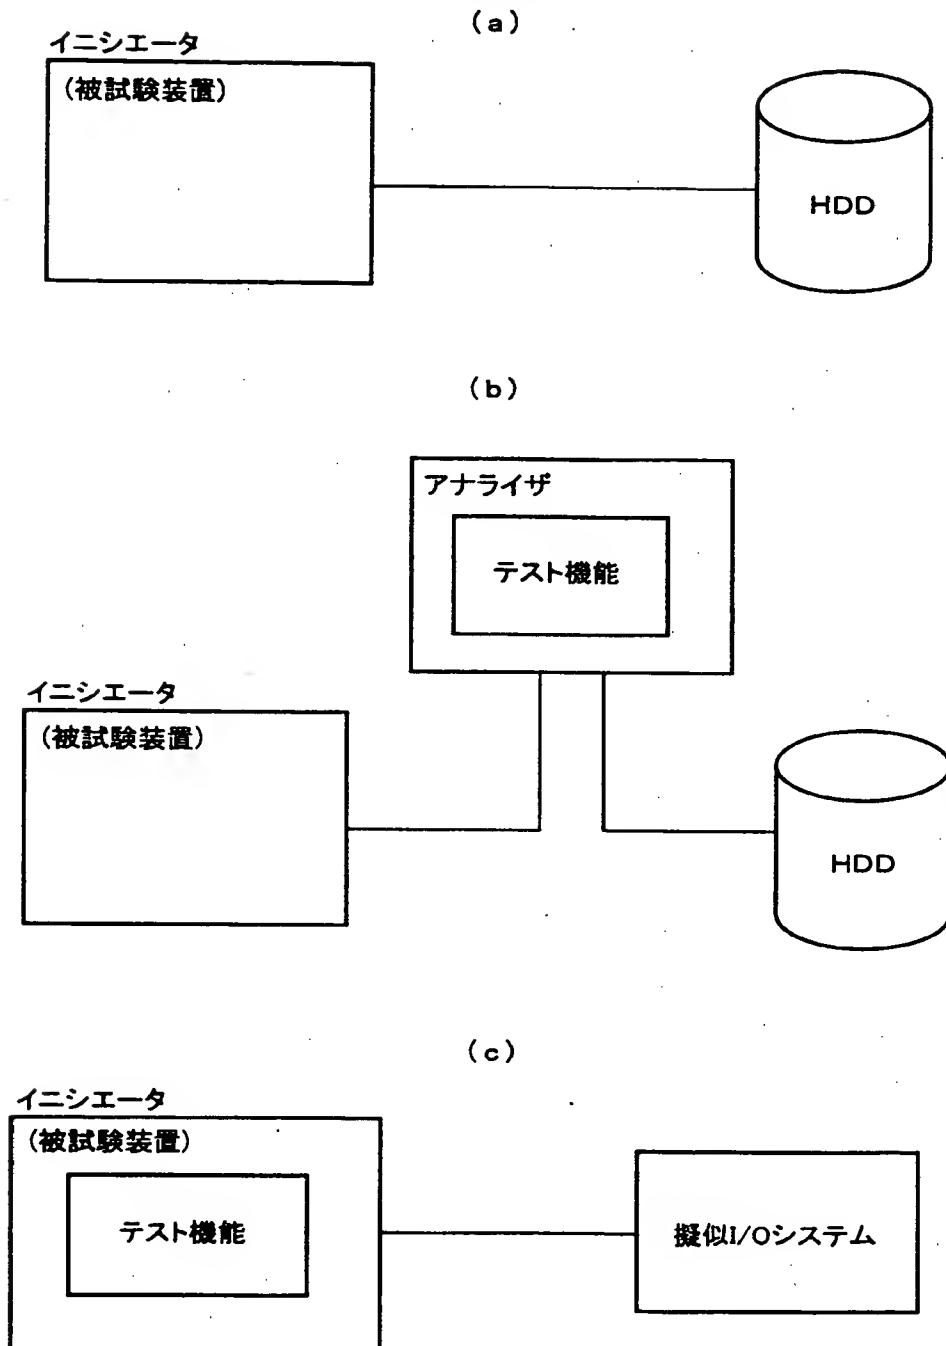 (a)
イニシエータ
(被試験装置)
HDD
(b)
アナライザ
テスト機能
イニシエータ
(被試験装置)
HDD
(c)
イニシエータ
(被試験装置)
テスト機能
擬似I/Oシステム